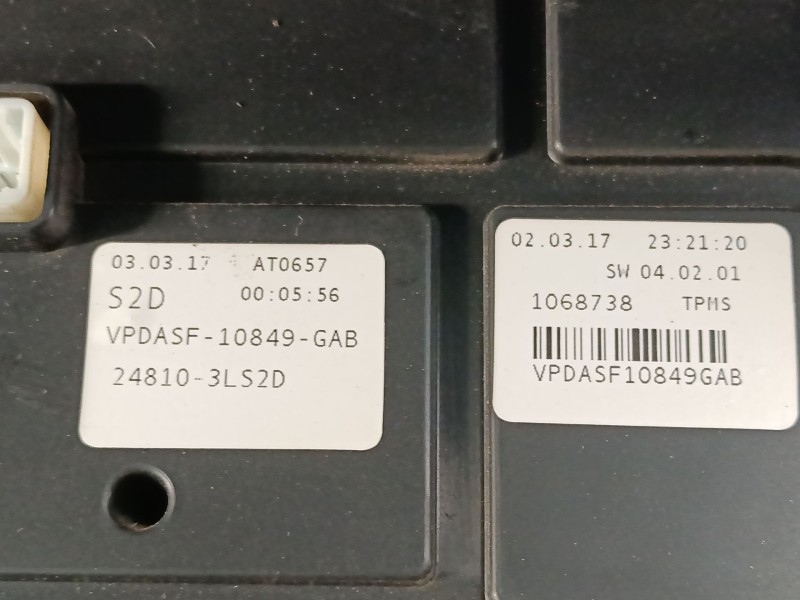 03.03.17 AT0657
S2D 00:05:56
VPDASF-10849-GAB
24810-3LS2D
02.03.17 23:21:20
SW 04.02.01
1068738 TPMS
VPDASF10849GAB